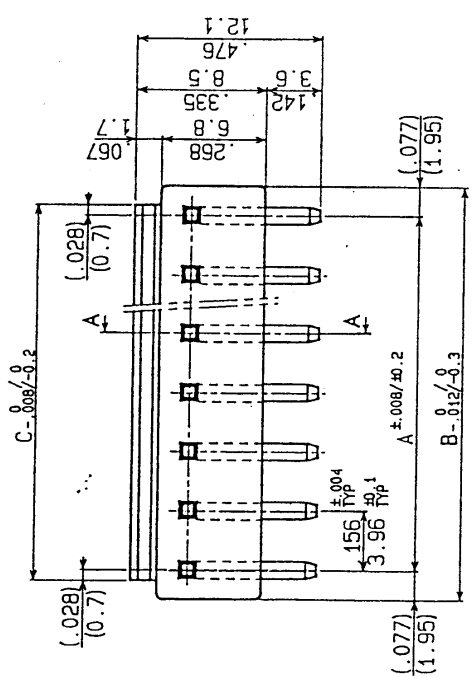 12.1
.476
8.5
.335
3.6
.142
1.7
.067
6.8
.268
(.077)
(1.95)
(.028)
(0.7)
A
A
C -.008/-0.2
0 / 0
A ±.008/±0.2
B -.012/-0.3
0 / 0
156 ±.004
TYP
3.96 ±0.1
TYP
(.028)
(0.7)
(.077)
(1.95)